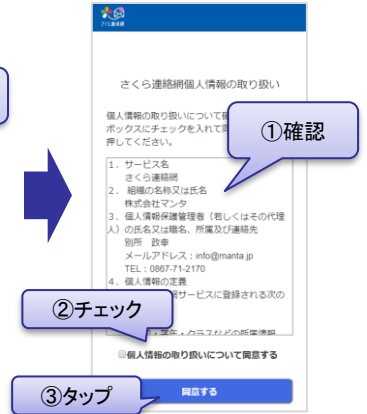 さくら連絡網
さくら連絡網個人情報の取り扱い
個人情報の取り扱いについて
ボックスにチェックを入れて
押してください。
①確認
1. サービス名
さくら連絡網
2. 組織の名称又は氏名
株式会社マンタ
3. 個人情報保護管理者（若しくはその代理
人）の氏名又は職名、所属及び連絡先
別所 政幸
メールアドレス：info@manta.jp
TEL：0867-71-2170
4. 個人情報の定義
網サービスに登録される次の
②チェック
・学年・クラスなどの所属情報
個人情報の取り扱いについて同意する
③タップ
同意する